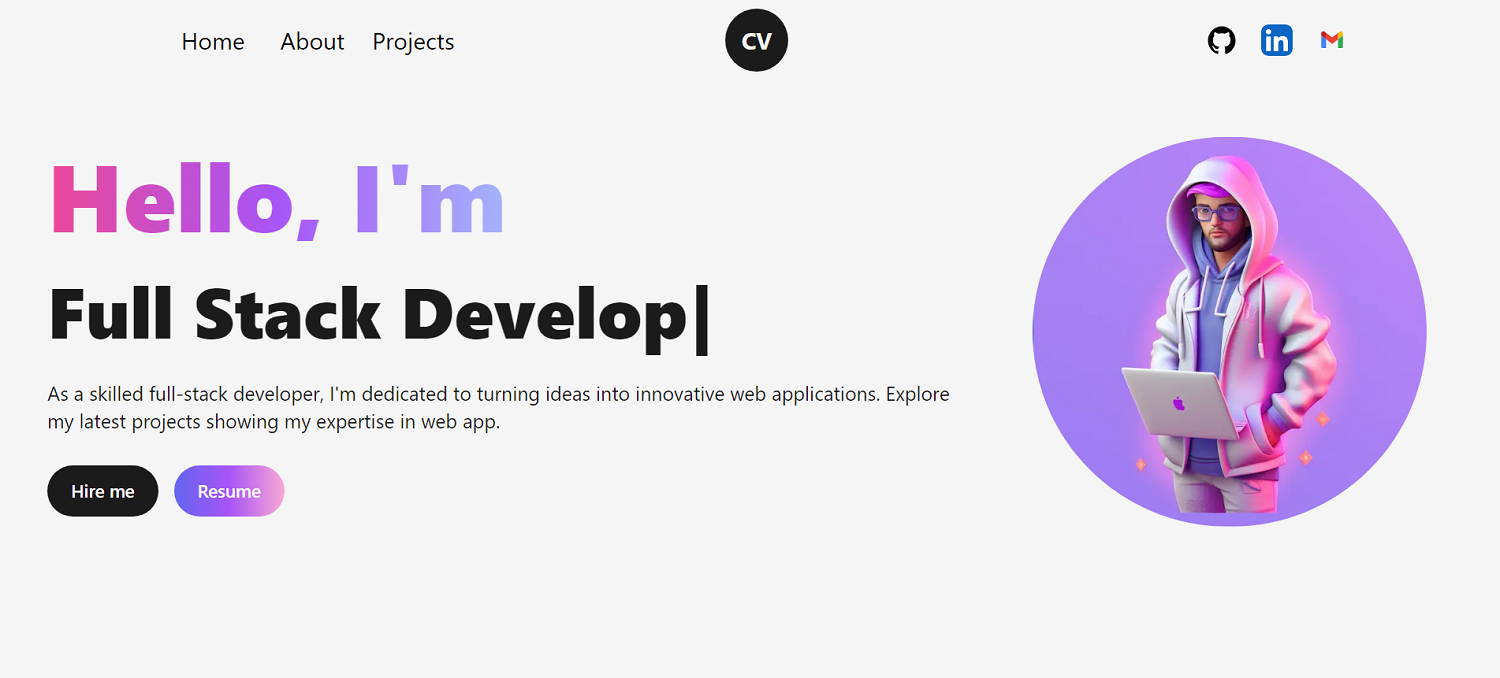 Home About Projects CV
Hello, I'm
Full Stack Develop|
As a skilled full-stack developer, I'm dedicated to turning ideas into innovative web applications. Explore
my latest projects showing my expertise in web app.
Hire me Resume